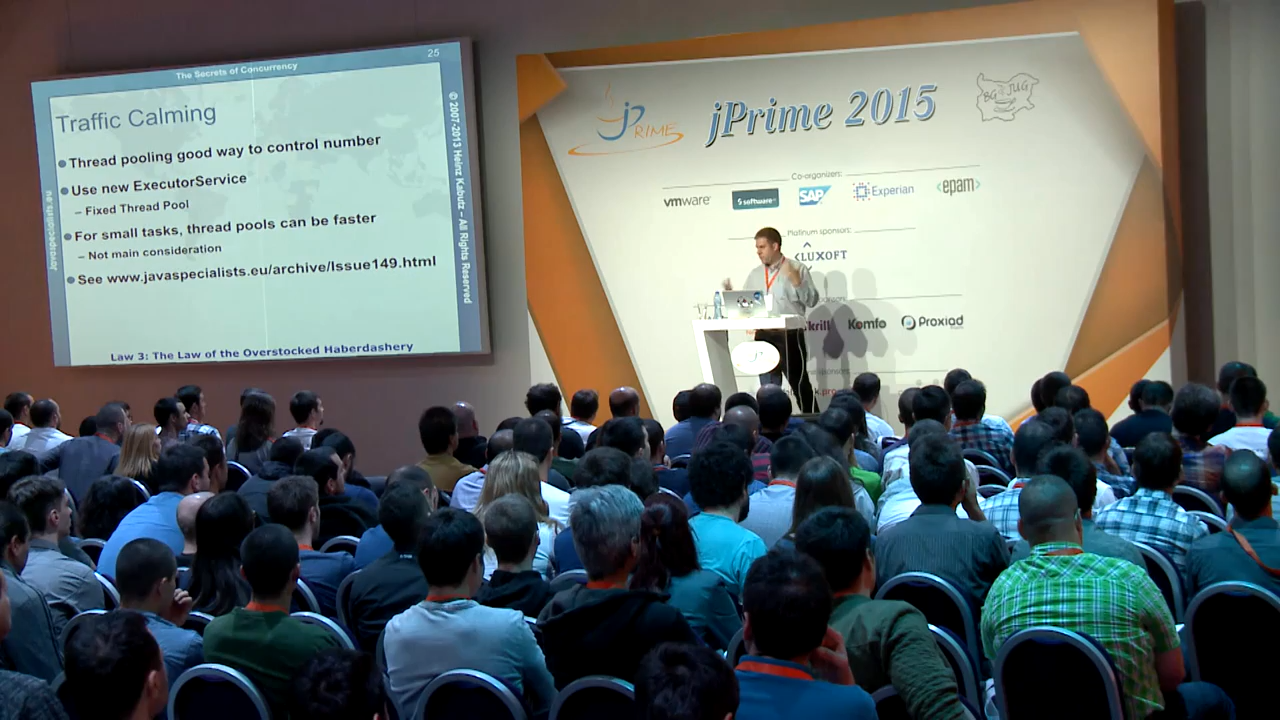 25
The Secrets of Concurrency
Traffic Calming
Thread pooling good way to control number
Use new ExecutorService
– Fixed Thread Pool
For small tasks, thread pools can be faster
– Not main consideration
See www.javaspecialists.eu/archive/Issue149.html
Law 3: The Law of the Overstocked Haberdashery
javaspecialists.eu
© 2007-2013 Heinz Kabutz – All Rights Reserved
jPRIME
jPrime 2015
BG JUG
Co-organizers:
vmware
software
SAP
Experian
<epam>
Platinum sponsors:
LUXOFT
Komfo
Proxiad